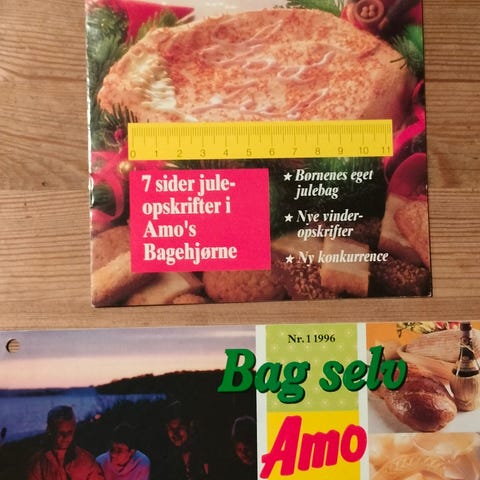 0 1 2 3 4 5 6 7 8 9 10 11
7 sider jule-
opskrifter i
Amo's
Bagehjørne
★ Børnenes eget
julebag
★ Nye vinder-
opskrifter
★ Ny konkurrence
Nr. 1 1996
Bag selv
Amo